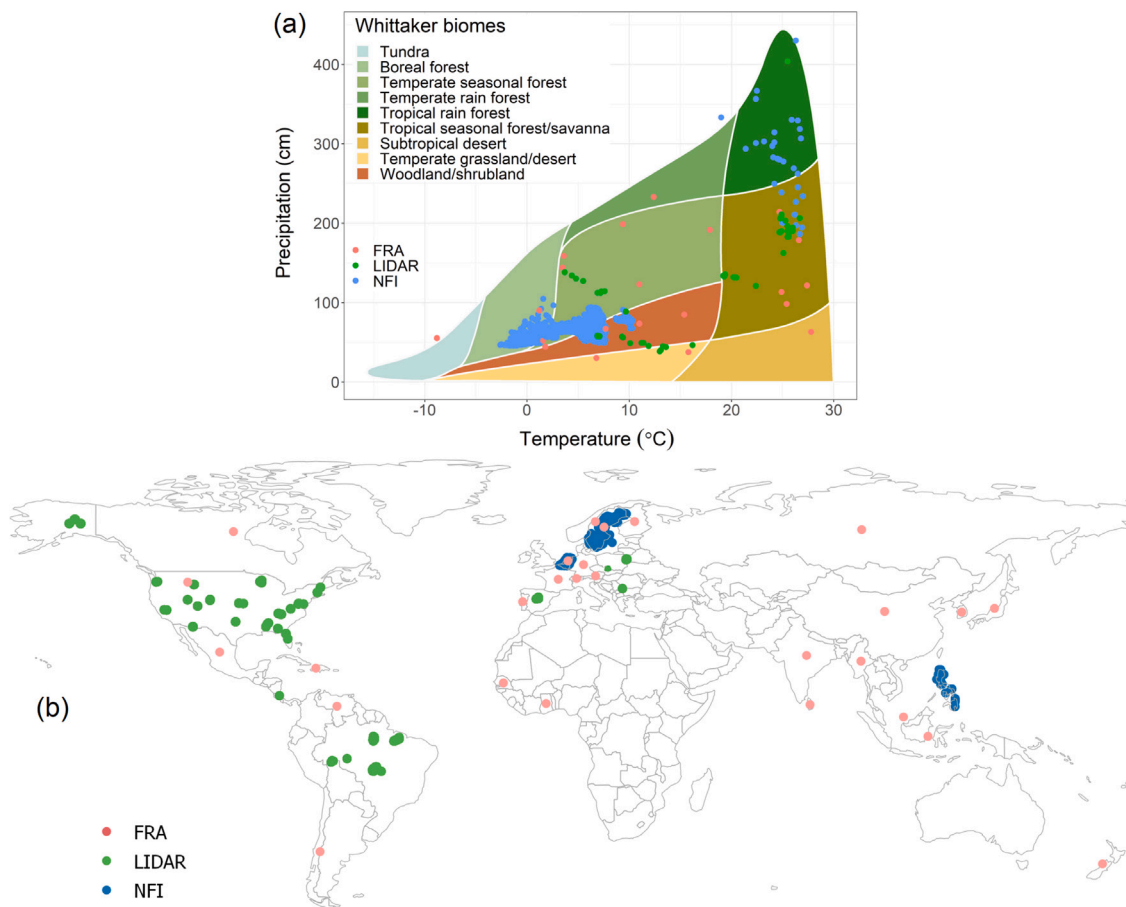 (a)
Whittaker biomes
Tundra
Boreal forest
Temperate seasonal forest
Temperate rain forest
Tropical rain forest
Tropical seasonal forest/savanna
Subtropical desert
Temperate grassland/desert
Woodland/shrubland
FRA
LIDAR
NFI
Precipitation (cm)
400
300
200
100
0
-10
0
10
20
30
Temperature (°C)
(b)
FRA
LIDAR
NFI